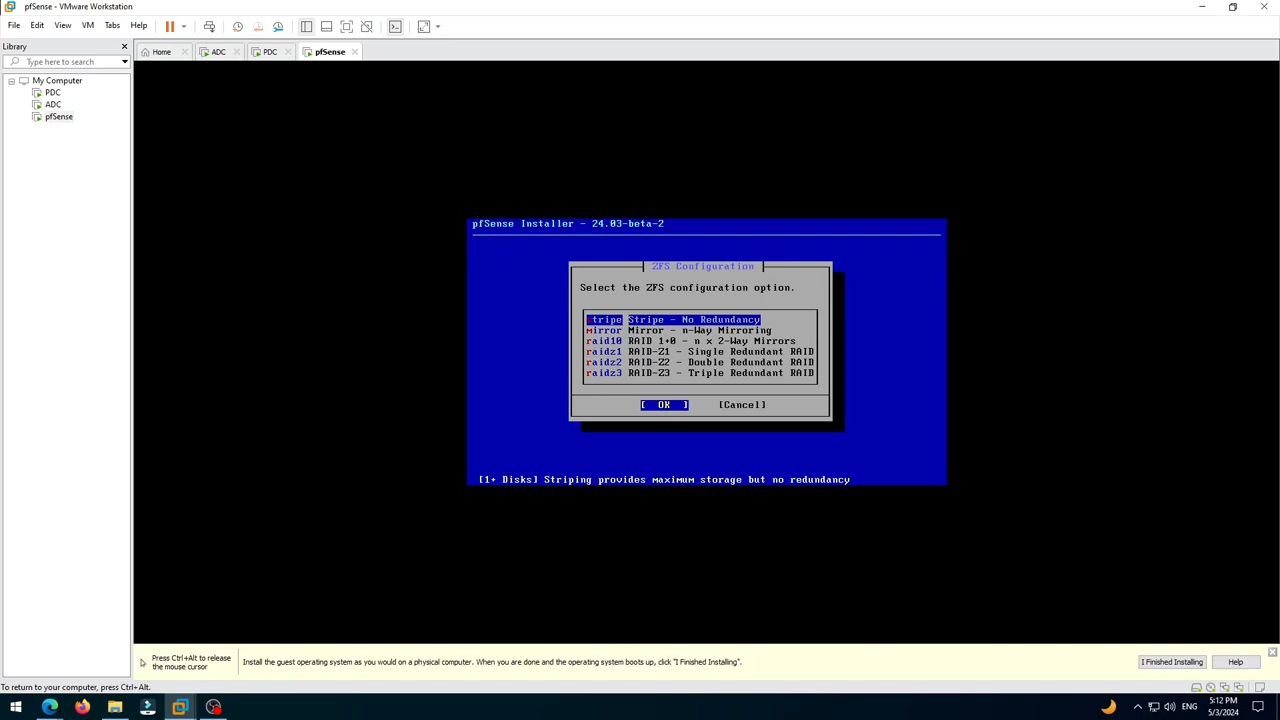 pfSense - VMware Workstation
File Edit View VM Tabs Help
Library
Type here to search
My Computer
PDC
ADC
pfSense
Home ADC PDC pfSense
pfSense Installer - 24.03-beta-2
ZFS Configuration
Select the ZFS configuration option.
stripe Stripe - No Redundancy
mirror Mirror - n-Way Mirroring
raid10 RAID 1+0 - n x 2-Way Mirrors
raidz1 RAID-Z1 - Single Redundant RAID
raidz2 RAID-Z2 - Double Redundant RAID
raidz3 RAID-Z3 - Triple Redundant RAID
[ OK ] [Cancel]
[1+ Disks] Striping provides maximum storage but no redundancy
Press Ctrl+Alt to release
the mouse cursor
Install the guest operating system as you would on a physical computer. When you are done and the operating system boots up, click "I Finished Installing".
I Finished Installing Help
To return to your computer, press Ctrl+Alt.
ENG
5:12 PM
5/3/2024